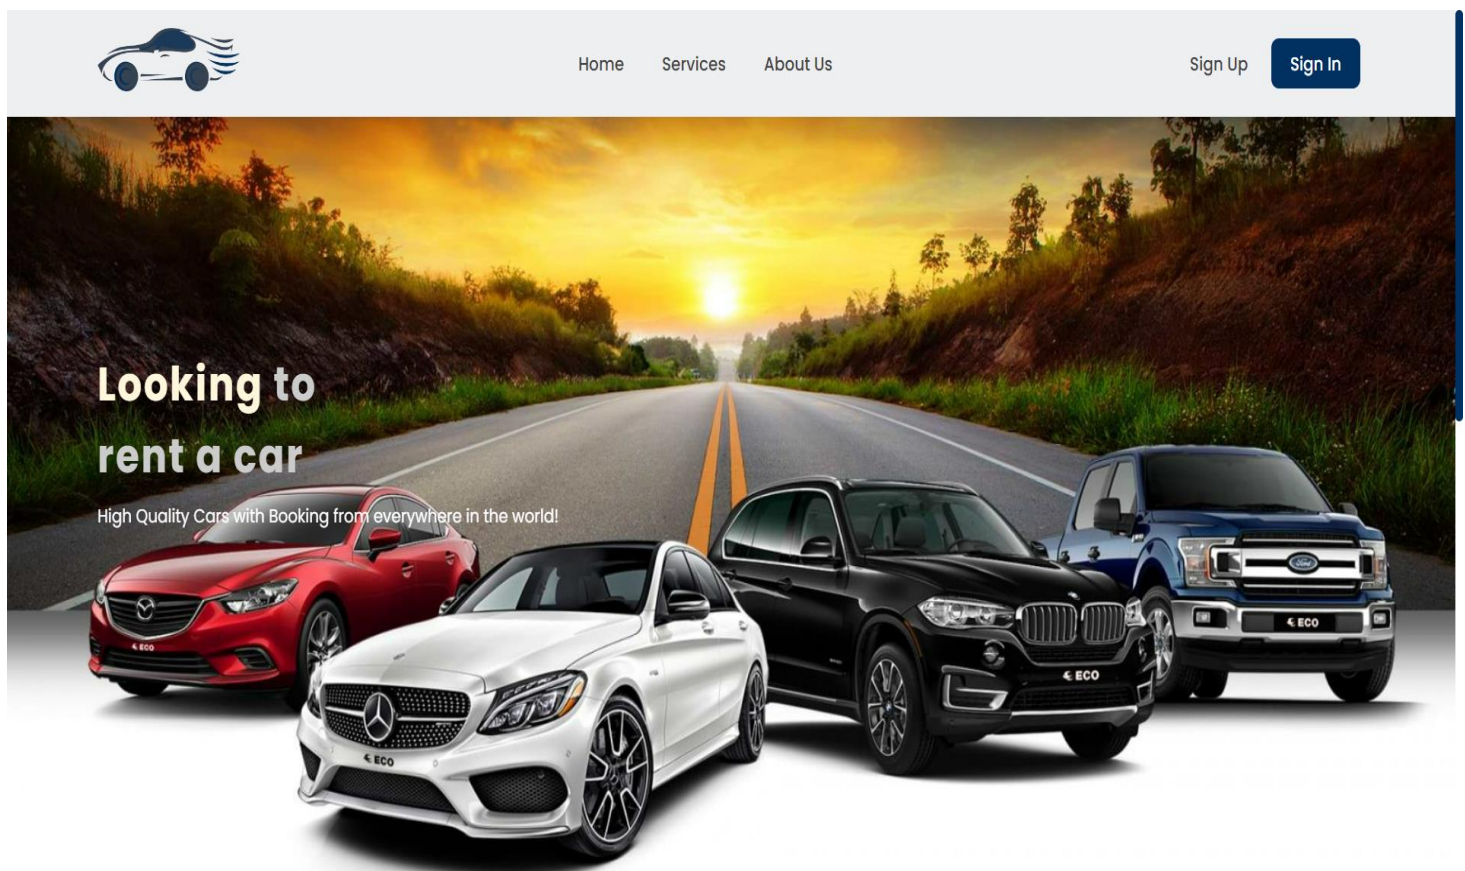 Home
Services
About Us
Sign Up
Sign In
Looking to
rent a car
High Quality Cars with Booking from everywhere in the world!
Ford
ECO
ECO
ECO
ECO